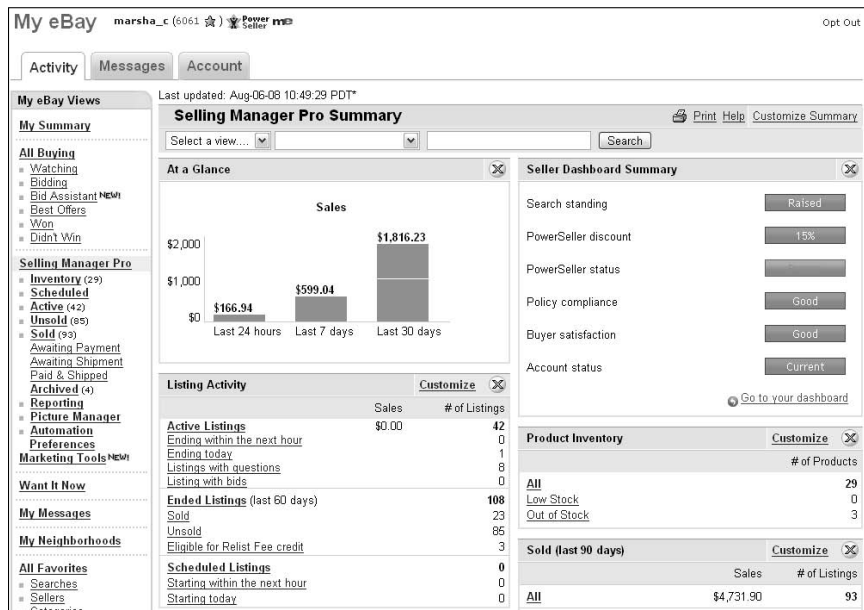 My eBay marsha_c (6061) Power Seller me Opt Out
Activity Messages Account
My eBay Views
My Summary
All Buying
Watching
Bidding
Bid Assistant NEW!
Best Offers
Won
Didn't Win
Selling Manager Pro
Inventory (29)
Scheduled
Active (42)
Unsold (85)
Sold (93)
Awaiting Payment
Awaiting Shipment
Paid & Shipped
Archived (4)
Reporting
Picture Manager
Automation
Preferences
Marketing Tools NEW!
Want It Now
My Messages
My Neighborhoods
All Favorites
Searches
Sellers
Last updated: Aug-06-08 10:49:29 PDT*
Selling Manager Pro Summary Print Help Customize Summary
Select a view.... Search
At a Glance
Sales
$2,000
$1,000
$0
$166.94
$599.04
$1,816.23
Last 24 hours Last 7 days Last 30 days
Listing Activity Customize
Sales # of Listings
Active Listings $0.00 42
Ending within the next hour 0
Ending today 1
Listings with questions 8
Listing with bids 0
Ended Listings (last 60 days) 108
Sold 23
Unsold 85
Eligible for Relist Fee credit 3
Scheduled Listings 0
Starting within the next hour 0
Starting today 0
Seller Dashboard Summary
Search standing Raised
PowerSeller discount 15%
PowerSeller status
Policy compliance Good
Buyer satisfaction Good
Account status Current
Go to your dashboard
Product Inventory Customize
# of Products
All 29
Low Stock 0
Out of Stock 3
Sold (last 90 days) Customize
Sales # of Listings
All $4,731.90 93